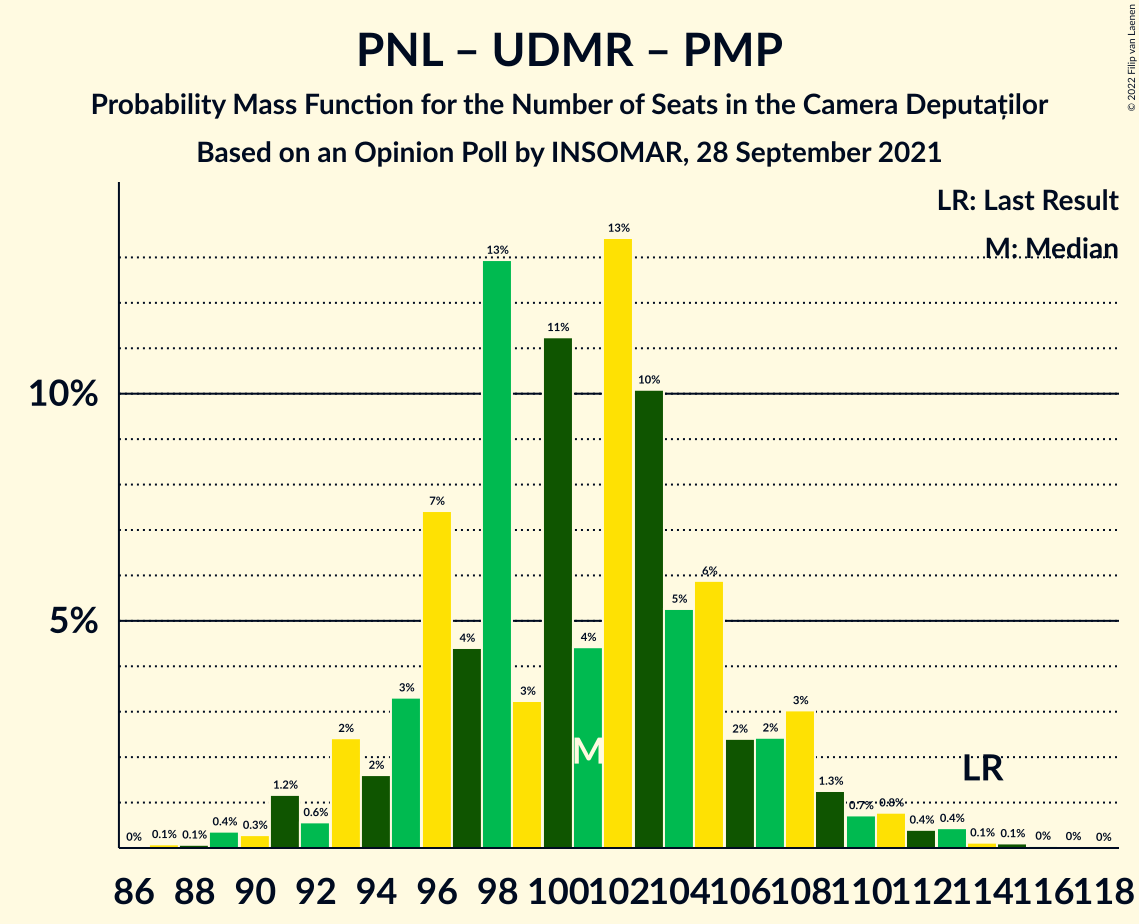 PNL – UDMR – PMP
Probability Mass Function for the Number of Seats in the Camera Deputaților
Based on an Opinion Poll by INSOMAR, 28 September 2021
© 2022 Filip van Laenen
LR: Last Result
M: Median
10%
5%
0% 0.1% 0.1% 0.4% 0.3% 1.2% 0.6% 2% 2% 3% 7% 4% 13% 3% 11% 4% 13% 10% 5% 6% 2% 2% 3% 1.3% 0.7% 0.8% 0.4% 0.4% 0.1% 0.1% 0% 0% 0%
M
LR
86 88 90 92 94 96 98 100 102 104 106 108 110 112 114 116 118